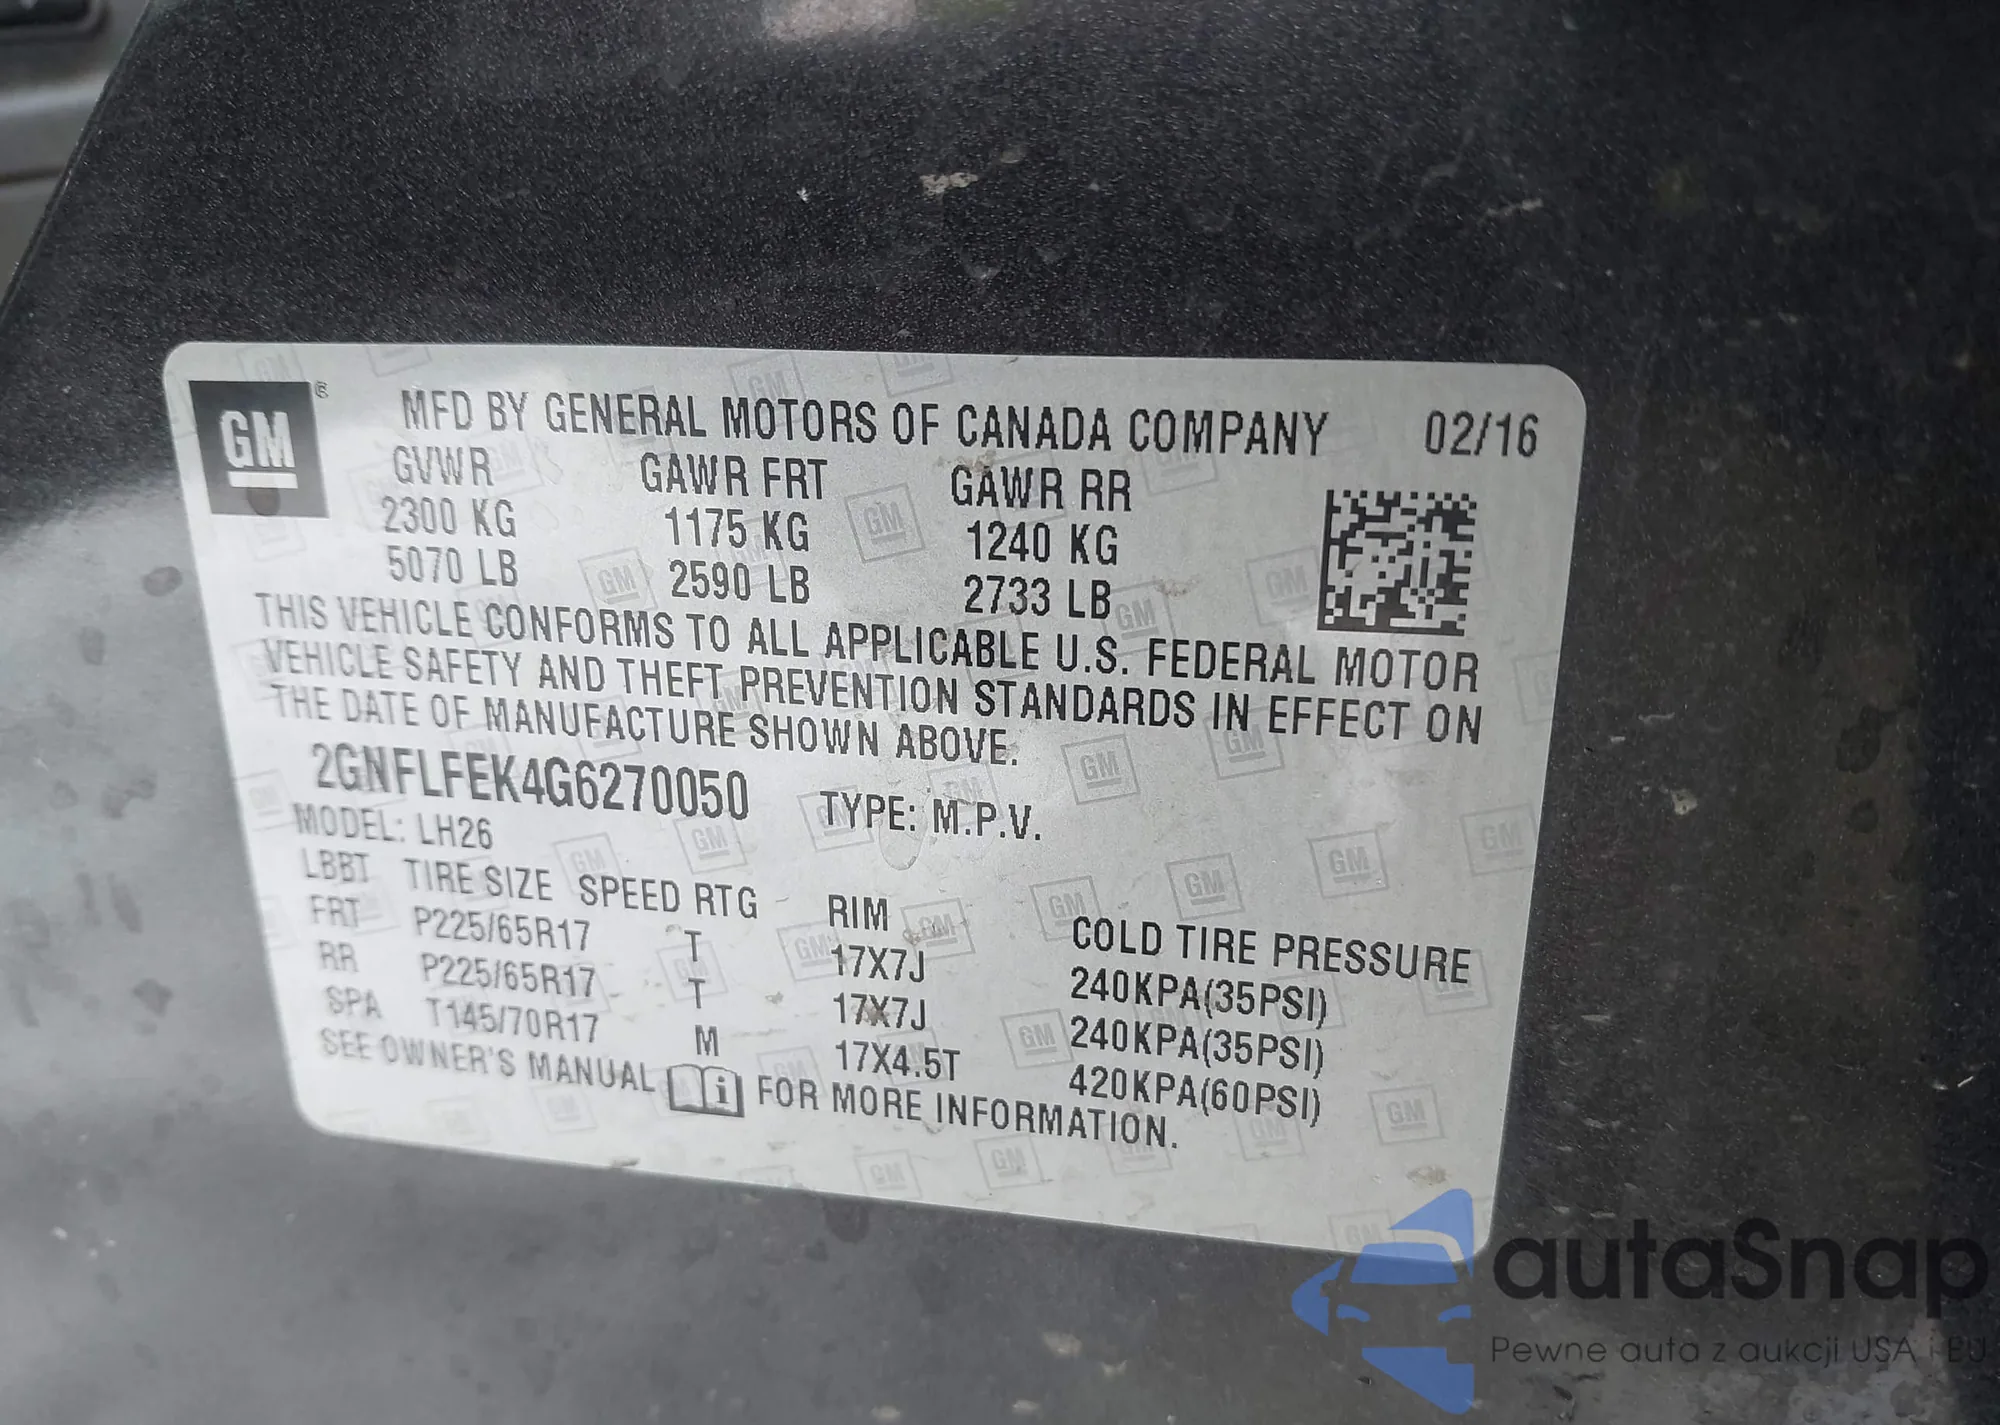 GM ®
MFD BY GENERAL MOTORS OF CANADA COMPANY 02/16
GVWR GAWR FRT GAWR RR
2300 KG 1175 KG 1240 KG
5070 LB 2590 LB 2733 LB
THIS VEHICLE CONFORMS TO ALL APPLICABLE U.S. FEDERAL MOTOR
VEHICLE SAFETY AND THEFT PREVENTION STANDARDS IN EFFECT ON
THE DATE OF MANUFACTURE SHOWN ABOVE.
2GNFLFEK4G6270050 TYPE: M.P.V.
MODEL: LH26
LBBT TIRE SIZE SPEED RTG RIM COLD TIRE PRESSURE
FRT P225/65R17 T 17X7J 240KPA(35PSI)
RR P225/65R17 T 17X7J 240KPA(35PSI)
SPA T145/70R17 M 17X4.5T 420KPA(60PSI)
SEE OWNER'S MANUAL i FOR MORE INFORMATION.
autaSnap
Pewne auta z aukcji USA i EU